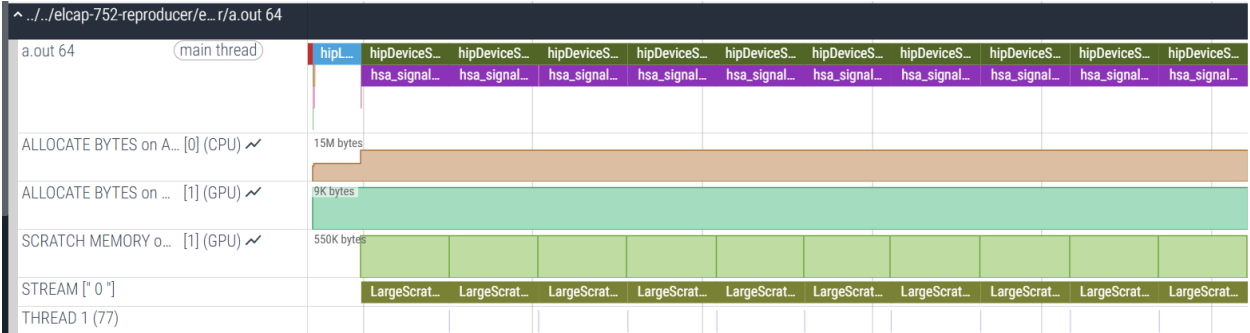 ../../elcap-752-reproducer/e… r/a.out 64
a.out 64 main thread hipL… hipDeviceS… hipDeviceS… hipDeviceS… hipDeviceS… hipDeviceS… hipDeviceS… hipDeviceS… hipDeviceS… hipDeviceS… hipDeviceS…
hsa_signal… hsa_signal… hsa_signal… hsa_signal… hsa_signal… hsa_signal… hsa_signal… hsa_signal… hsa_signal… hsa_signal…
ALLOCATE BYTES on A… [0] (CPU) 15M bytes
ALLOCATE BYTES on … [1] (GPU) 9K bytes
SCRATCH MEMORY o… [1] (GPU) 550K bytes
STREAM [" 0 "] LargeScrat… LargeScrat… LargeScrat… LargeScrat… LargeScrat… LargeScrat… LargeScrat… LargeScrat… LargeScrat… LargeScrat…
THREAD 1 (77)